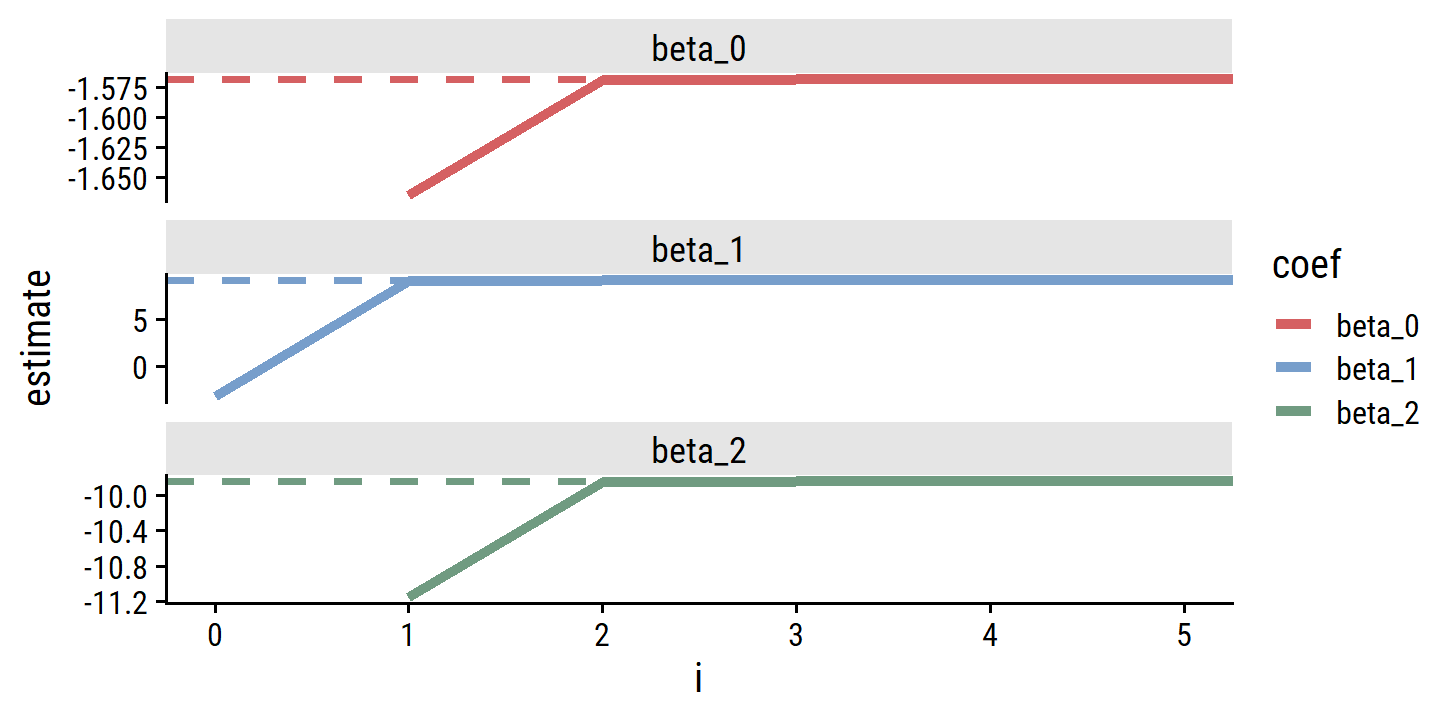 beta_0
-1.575
-1.600
-1.625
-1.650
beta_1
5
0
beta_2
-10.0
-10.4
-10.8
-11.2
0 1 2 3 4 5
i
estimate
coef
beta_0
beta_1
beta_2